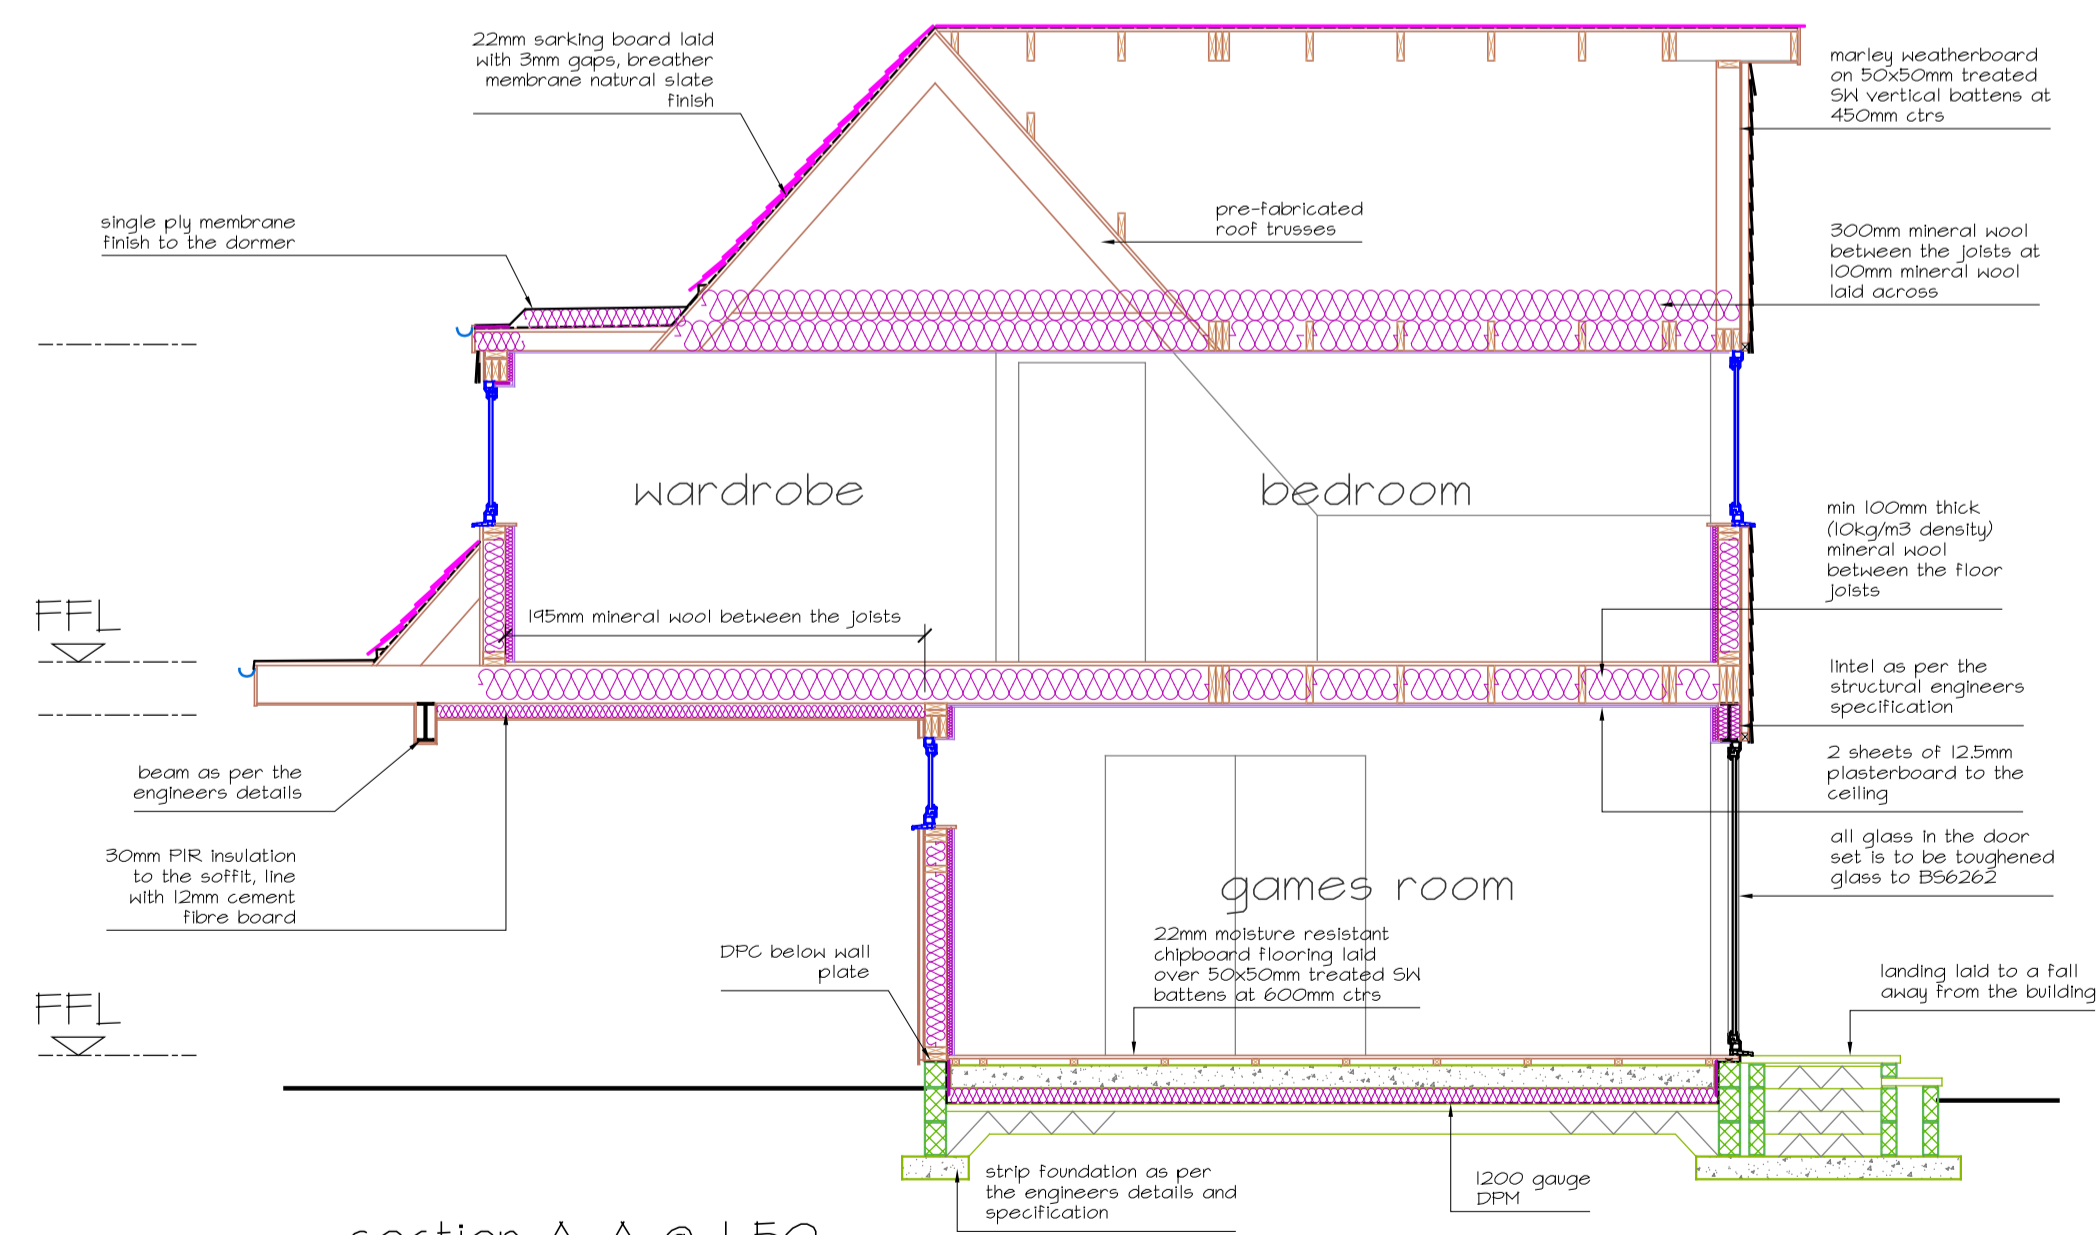 22mm sarking board laid
with 3mm gaps, breather
membrane natural slate
finish
marley weatherboard
on 50x50mm treated
SW vertical battens at
450mm ctrs
single ply membrane
finish to the dormer
pre-fabricated
roof trusses
300mm mineral wool
between the joists at
100mm mineral wool
laid across
wardrobe
bedroom
min 100mm thick
(10kg/m3 density)
mineral wool
between the floor
joists
FFL
195mm mineral wool between the joists
lintel as per the
structural engineers
specification
beam as per the
engineers details
2 sheets of 12.5mm
plasterboard to the
ceiling
30mm PIR insulation
to the soffit, line
with 12mm cement
fibre board
all glass in the door
set is to be toughened
glass to BS6262
games room
DPC below wall
plate
22mm moisture resistant
chipboard flooring laid
over 50x50mm treated SW
battens at 600mm ctrs
landing laid to a fall
away from the building
FFL
strip foundation as per
the engineers details and
specification
1200 gauge
DPM
section A-A @ 1:50